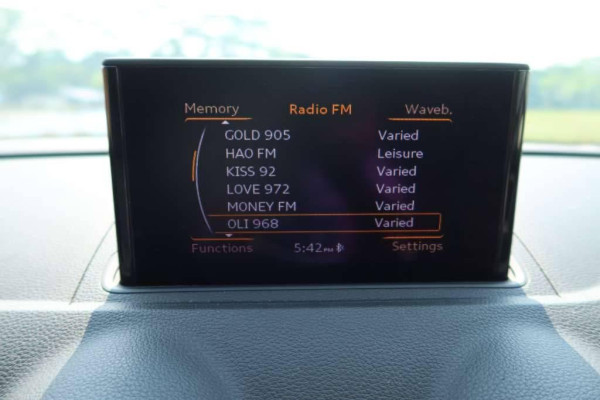 Memory Radio FM Waveb.
GOLD 905 Varied
HAO FM Leisure
KISS 92 Varied
LOVE 972 Varied
MONEY FM Varied
OLI 968 Varied
Functions 5:42 PM Settings